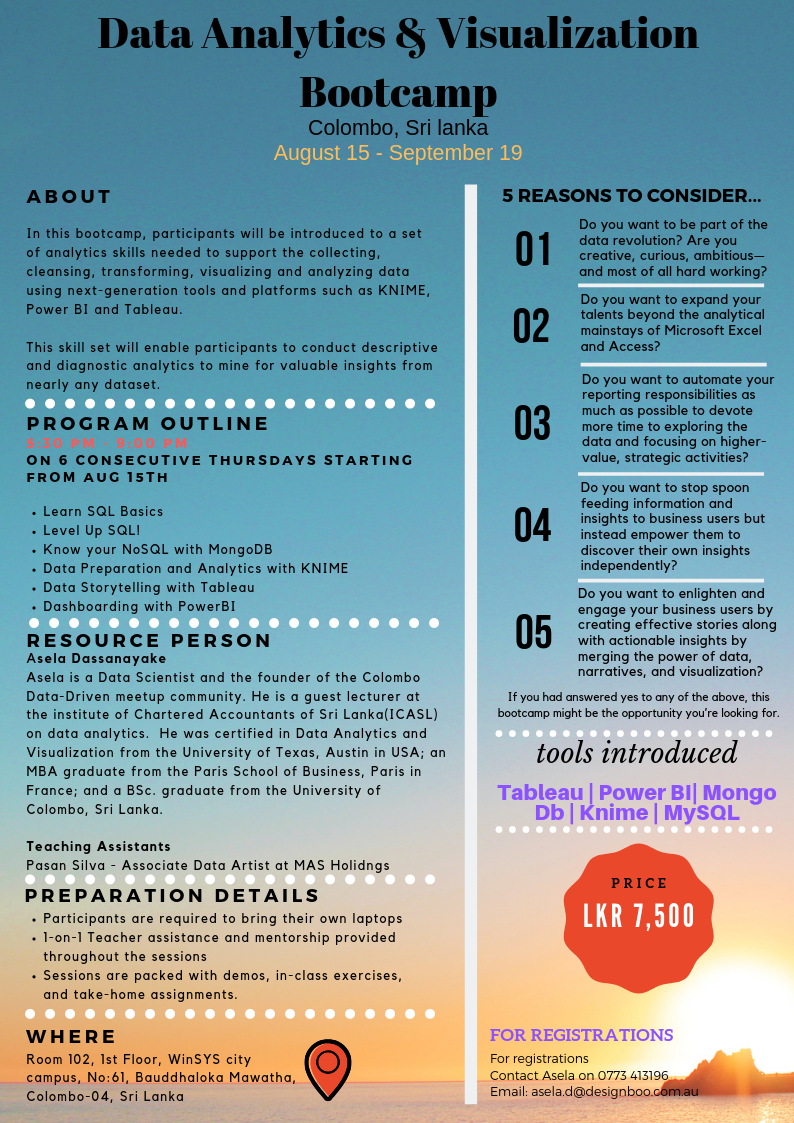 Data Analytics & Visualization
Bootcamp
Colombo, Sri lanka
August 15 - September 19
ABOUT
In this bootcamp, participants will be introduced to a set
of analytics skills needed to support the collecting,
cleansing, transforming, visualizing and analyzing data
using next-generation tools and platforms such as KNIME,
Power BI and Tableau.
This skill set will enable participants to conduct descriptive
and diagnostic analytics to mine for valuable insights from
nearly any dataset.
PROGRAM OUTLINE
5:30 PM - 8:00 PM
ON 6 CONSECUTIVE THURSDAYS STARTING
FROM AUG 15TH
• Learn SQL Basics
• Level Up SQL!
• Know your NoSQL with MongoDB
• Data Preparation and Analytics with KNIME
• Data Storytelling with Tableau
• Dashboarding with PowerBI
RESOURCE PERSON
Asela Dassanayake
Asela is a Data Scientist and the founder of the Colombo
Data-Driven meetup community. He is a guest lecturer at
the institute of Chartered Accountants of Sri Lanka(ICASL)
on data analytics.  He was certified in Data Analytics and
Visualization from the University of Texas, Austin in USA; an
MBA graduate from the Paris School of Business, Paris in
France; and a BSc. graduate from the University of
Colombo, Sri Lanka.
Teaching Assistants
Pasan Silva - Associate Data Artist at MAS Holidngs
PREPARATION DETAILS
• Participants are required to bring their own laptops
• 1-on-1 Teacher assistance and mentorship provided
throughout the sessions
• Sessions are packed with demos, in-class exercises,
and take-home assignments.
WHERE
Room 102, 1st Floor, WinSYS city
campus, No:61, Bauddhaloka Mawatha,
Colombo-04, Sri Lanka
5 REASONS TO CONSIDER...
01
Do you want to be part of the
data revolution? Are you
creative, curious, ambitious—
and most of all hard working?
02
Do you want to expand your
talents beyond the analytical
mainstays of Microsoft Excel
and Access?
03
Do you want to automate your
reporting responsibilities as
much as possible to devote
more time to exploring the
data and focusing on higher-
value, strategic activities?
04
Do you want to stop spoon
feeding information and
insights to business users but
instead empower them to
discover their own insights
independently?
05
Do you want to enlighten and
engage your business users by
creating effective stories along
with actionable insights by
merging the power of data,
narratives, and visualization?
If you had answered yes to any of the above, this
bootcamp might be the opportunity you're looking for.
tools introduced
Tableau | Power BI| Mongo
Db | Knime | MySQL
PRICE
LKR 7,500
FOR REGISTRATIONS
For registrations
Contact Asela on 0773 413196
Email: asela.d@designboo.com.au